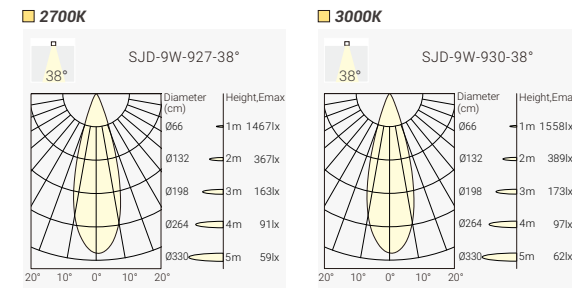 2700K
SJD-9W-927-38°
38°
Diameter Height,Emax
(cm)
Ø66 1m 1467lx
Ø132 2m 367lx
Ø198 3m 163lx
Ø264 4m 91lx
Ø330 5m 59lx
20° 10° 0° 10° 20°
3000K
SJD-9W-930-38°
38°
Diameter Height,Ema
(cm)
Ø66 1m 1558lx
Ø132 2m 389lx
Ø198 3m 173lx
Ø264 4m 97lx
Ø330 5m 62lx
20° 10° 0° 10° 20°